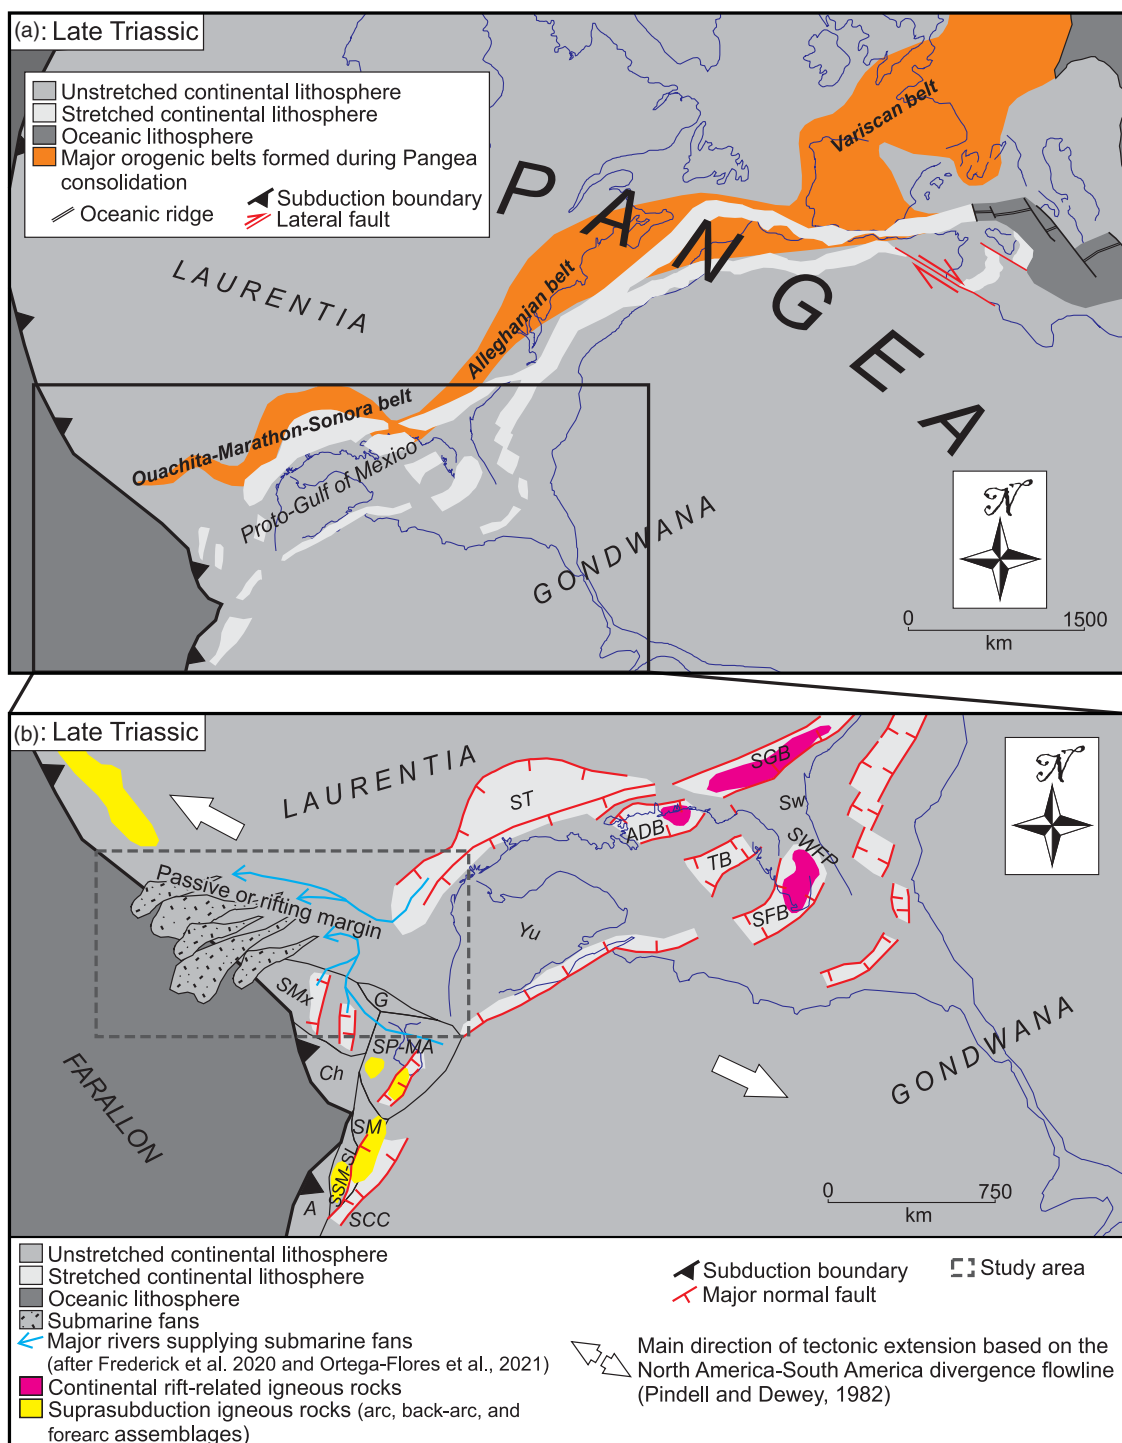 (a): Late Triassic
Unstretched continental lithosphere
Stretched continental lithosphere
Oceanic lithosphere
Major orogenic belts formed during Pangea
consolidation
Oceanic ridge
Subduction boundary
Lateral fault
PANGEA
Variscan belt
LAURENTIA
Alleghanian belt
Ouachita-Marathon-Sonora belt
Proto-Gulf of Mexico
GONDWANA
N
0 1500
km
(b): Late Triassic
LAURENTIA
SGB
ST
Sw
ADB
SWFP
TB
Passive or rifting margin
SFB
Yu
SMx
G
SP-MA
Ch
GONDWANA
FARALLON
SM
SSM-SL
A
SCC
N
0 750
km
Unstretched continental lithosphere
Stretched continental lithosphere
Oceanic lithosphere
Submarine fans
Major rivers supplying submarine fans
(after Frederick et al. 2020 and Ortega-Flores et al., 2021)
Continental rift-related igneous rocks
Suprasubduction igneous rocks (arc, back-arc, and
forearc assemblages)
Subduction boundary
Major normal fault
Study area
Main direction of tectonic extension based on the
North America-South America divergence flowline
(Pindell and Dewey, 1982)